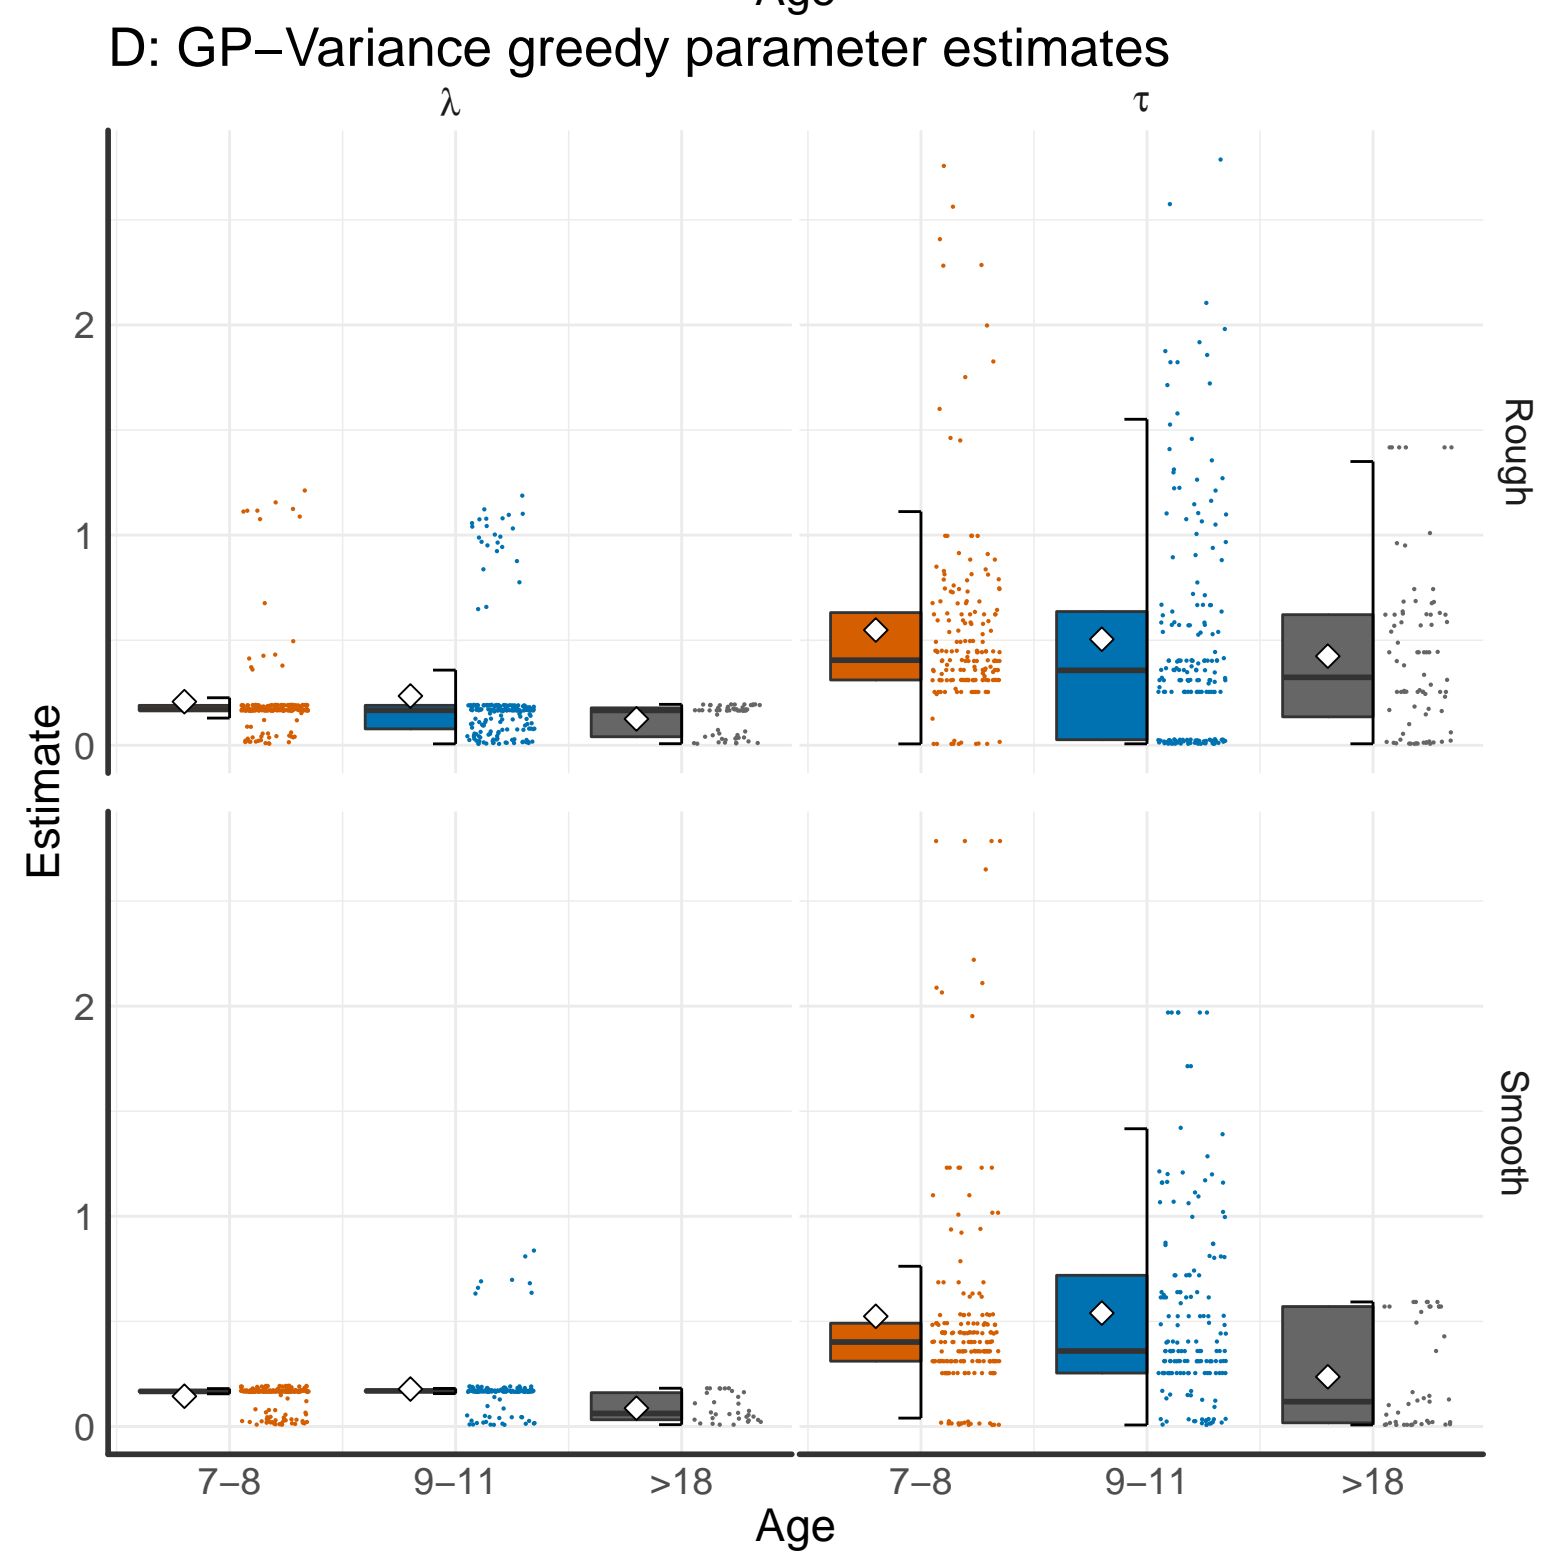 Age
D: GP–Variance greedy parameter estimates
λ τ
2
1
0
Rough
Estimate
2
1
0
Smooth
7–8 9–11 >18 7–8 9–11 >18
Age